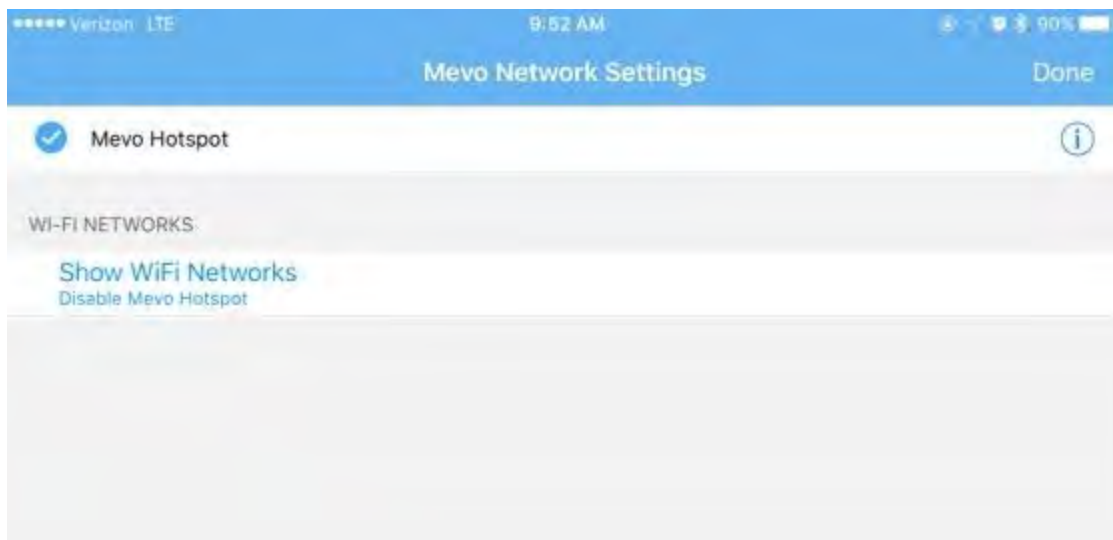 Verizon LTE 9:52 AM 90%
Mevo Network Settings Done
Mevo Hotspot
WI-FI NETWORKS
Show WiFi Networks
Disable Mevo Hotspot